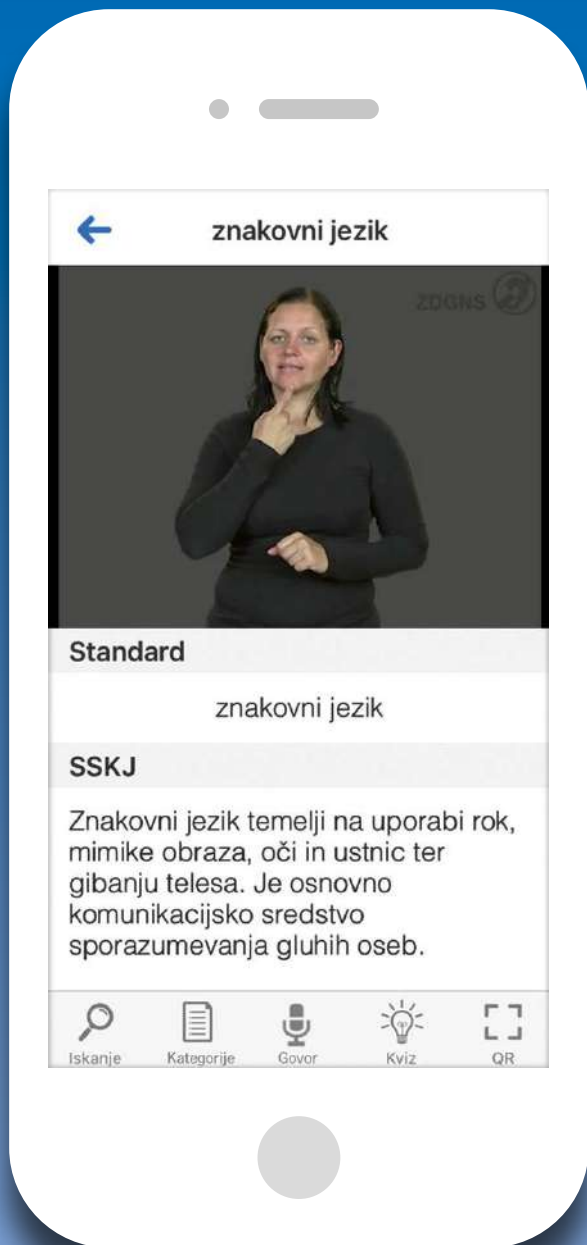 znakovni jezik
ZDGNS
Standard
znakovni jezik
SSKJ
Znakovni jezik temelji na uporabi rok,
mimike obraza, oči in ustnic ter
gibanju telesa. Je osnovno
komunikacijsko sredstvo
sporazumevanja gluhih oseb.
Iskanje Kategorije Govor Kviz QR